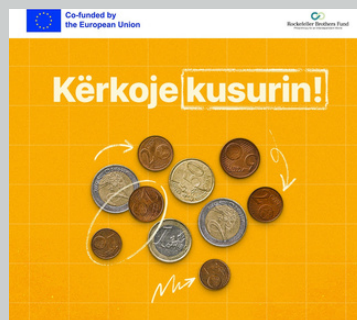 Co-funded by
the European Union
Rockefeller Brothers Fund
Kërkoje kusurin!